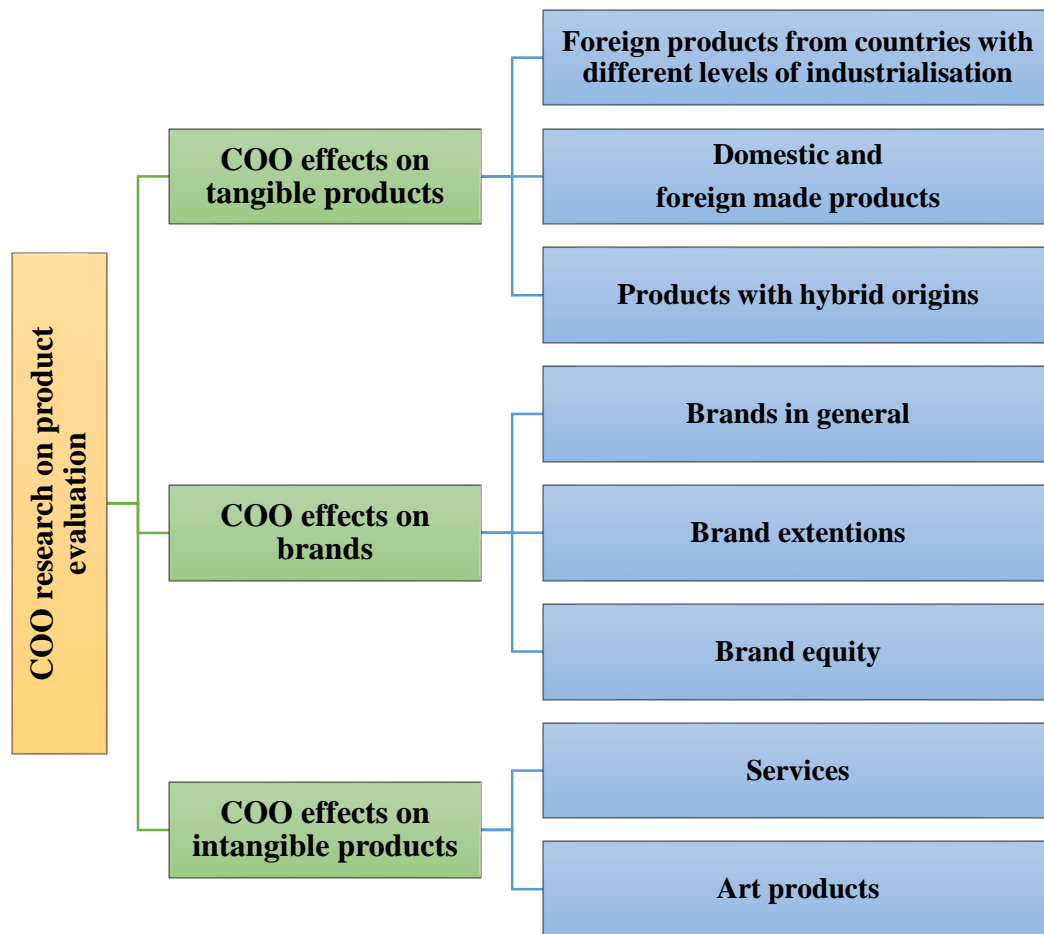 COO research on product
evaluation
COO effects on
tangible products
Foreign products from countries with
different levels of industrialisation
Domestic and
foreign made products
Products with hybrid origins
COO effects on
brands
Brands in general
Brand extentions
Brand equity
COO effects on
intangible products
Services
Art products